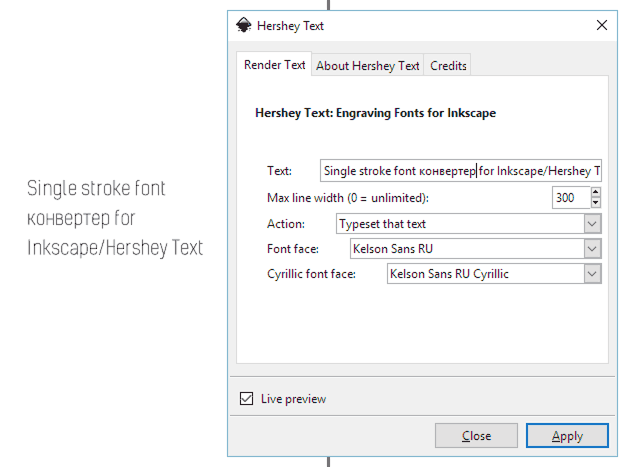 Hershey Text
Render Text About Hershey Text Credits
Hershey Text: Engraving Fonts for Inkscape
Text: Single stroke font конвертер for Inkscape/Hershey T
Max line width (0 = unlimited): 300
Action: Typeset that text
Font face: Kelson Sans RU
Cyrillic font face: Kelson Sans RU Cyrillic
Live preview
Close Apply
Single stroke font
конвертер for
Inkscape/Hershey Text